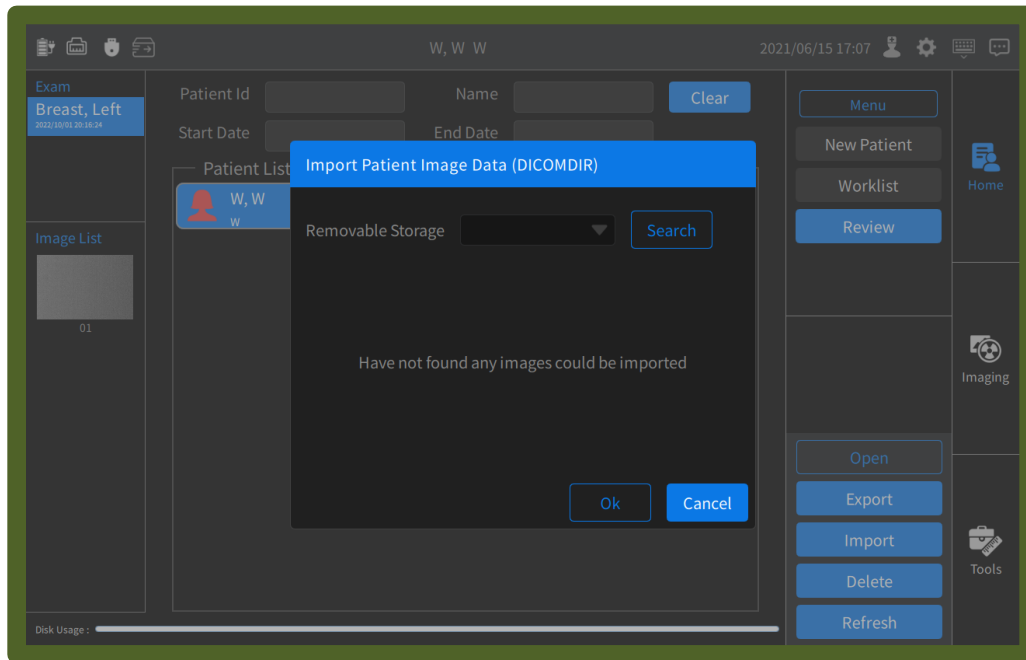 W, W W
2021/06/15 17:07
Exam
Breast, Left
2022/10/01 20:16:24
Image List
01
Patient Id
Name
Clear
Start Date
End Date
Patient List
W, W
W
Import Patient Image Data (DICOMDIR)
Removable Storage
Search
Have not found any images could be imported
Ok
Cancel
Menu
New Patient
Worklist
Review
Open
Export
Import
Delete
Refresh
Home
Imaging
Tools
Disk Usage :